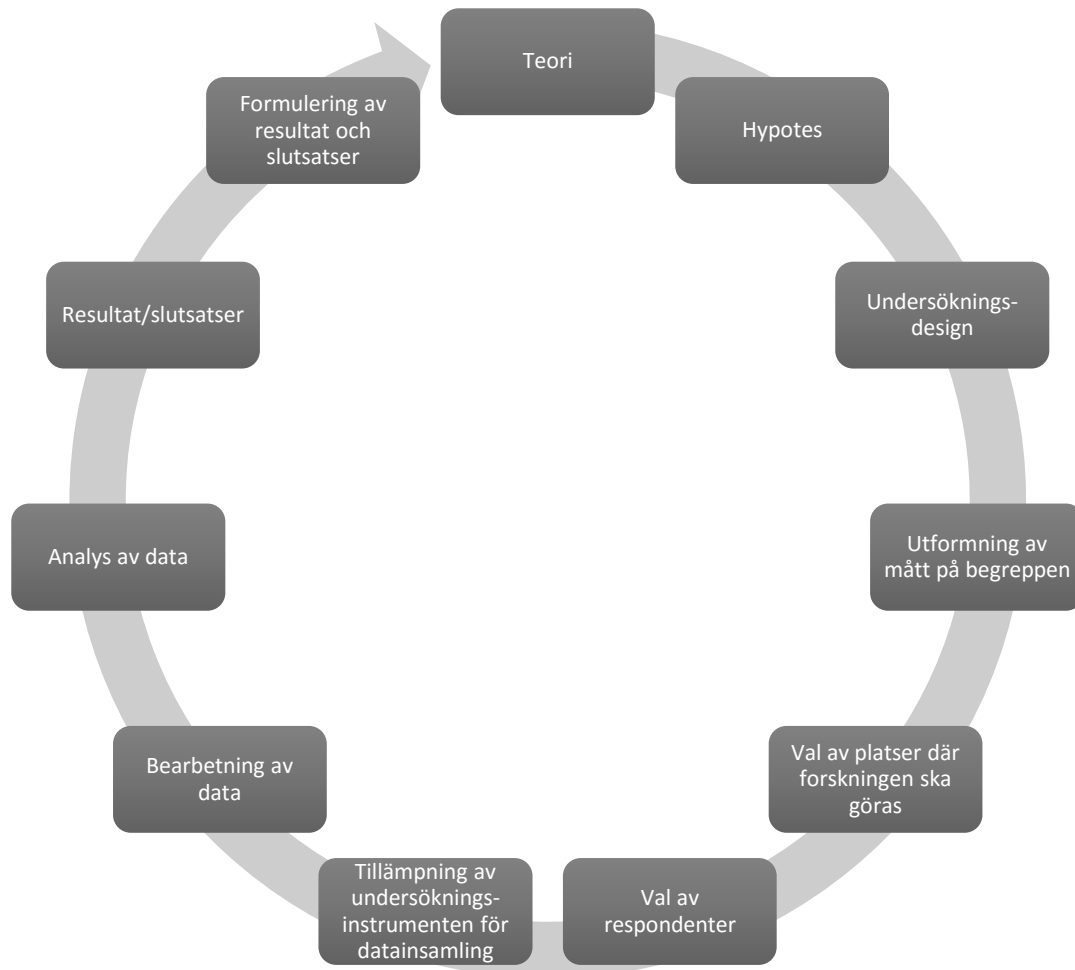 Teori
Hypotes
Undersöknings-
design
Utformning av
mått på begreppen
Val av platser där
forskningen ska
göras
Val av
respondenter
Tillämpning av
undersöknings-
instrumenten för
datainsamling
Bearbetning av
data
Analys av data
Resultat/slutsatser
Formulering av
resultat och
slutsatser